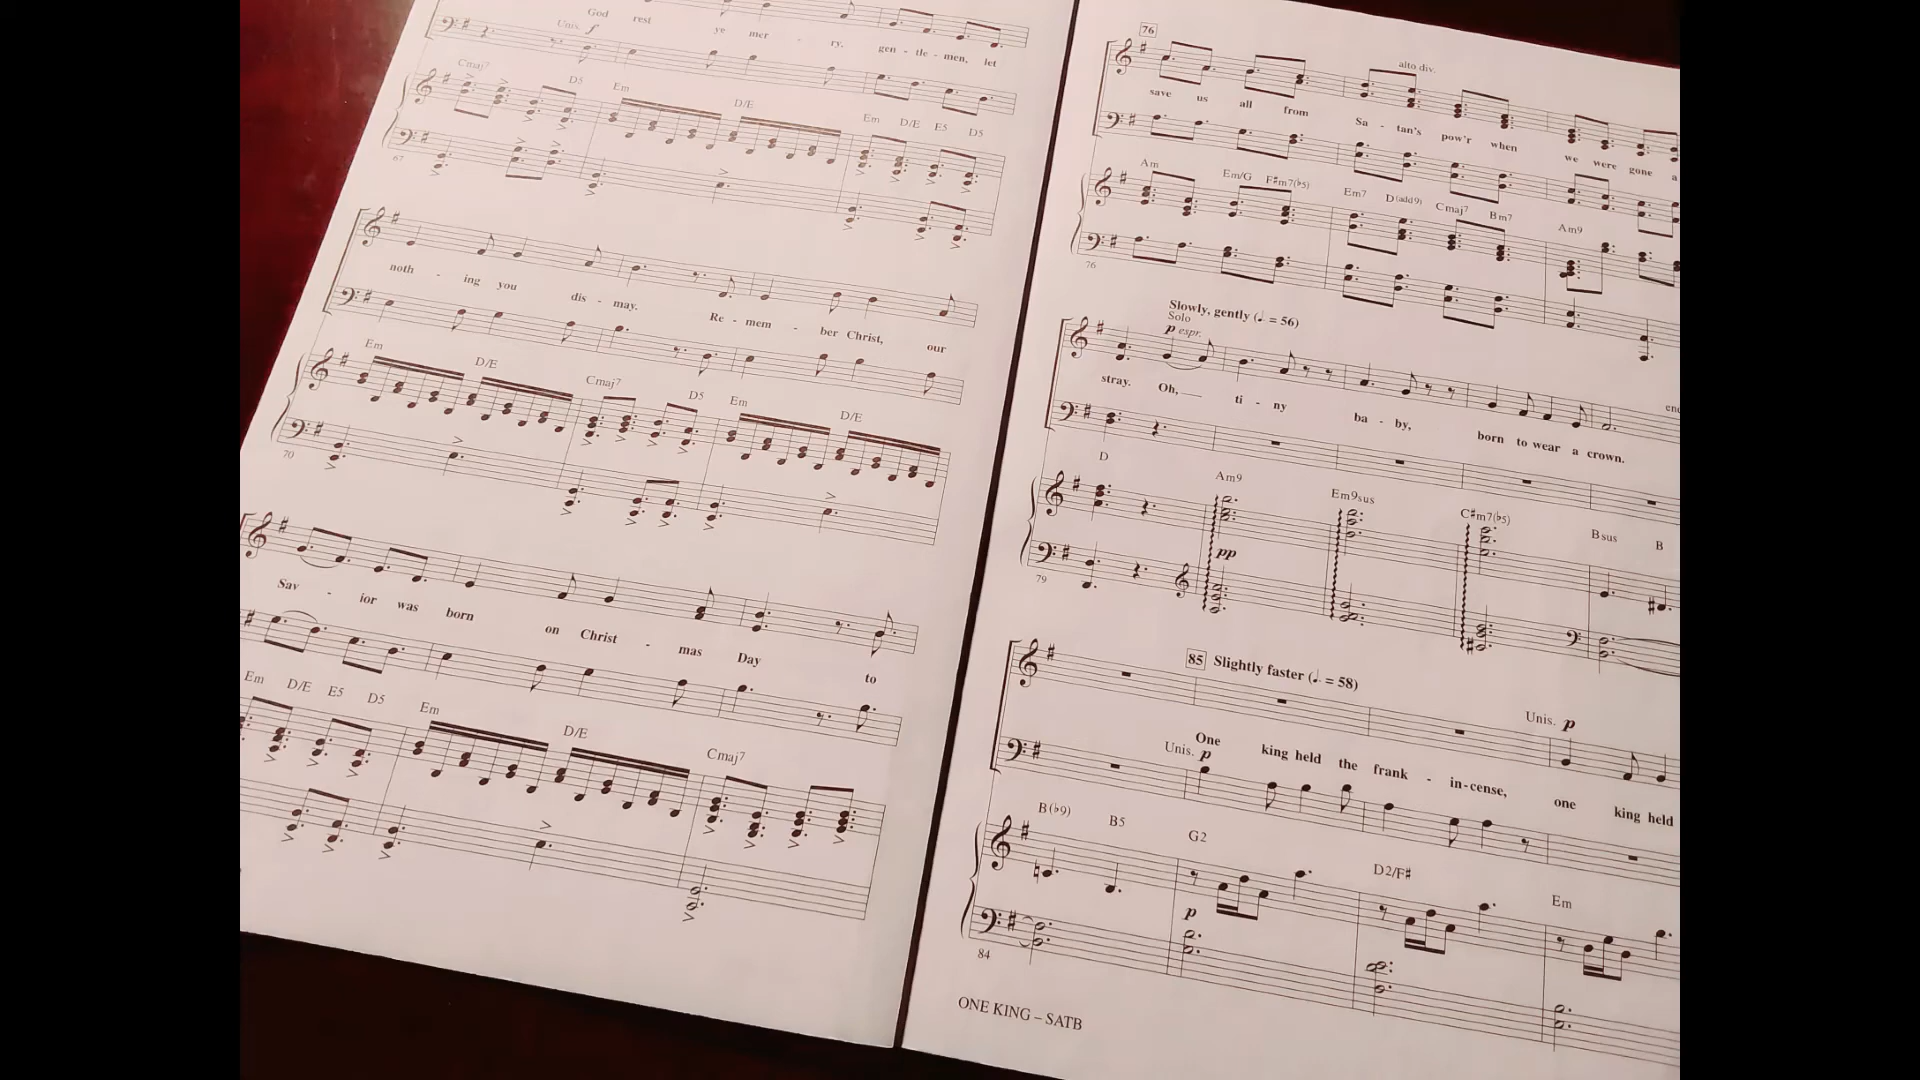 God rest ye mer - ry, gen - tle - men, let
Unis. f
Cmaj7 D5 Em D/E Em D/E E5 D5
67
noth - ing you dis - may. Re - mem - ber Christ, our
Em D/E Cmaj7 D5 Em D/E
70
Sav - ior was born on Christ - mas Day to
Em D/E E5 D5 Em D/E Cmaj7
76
alto div.
save us all from Sa - tan's pow'r when we were gone a
Am Em/G F#m7(b5) Em7 D(add9) Cmaj7 Bm7 Am9
76
Slowly, gently (♩. = 56)
Solo
p espr.
stray. Oh, ti - ny ba - by, born to wear a crown.
D Am9 Em9sus C#m7(b5) Bsus B
pp
79
85 Slightly faster (♩. = 58)
Unis. p
One king held the frank - in-cense, one king held
Unis. p
B(b9) B5 G2 D2/F# Em
p
84
ONE KING – SATB